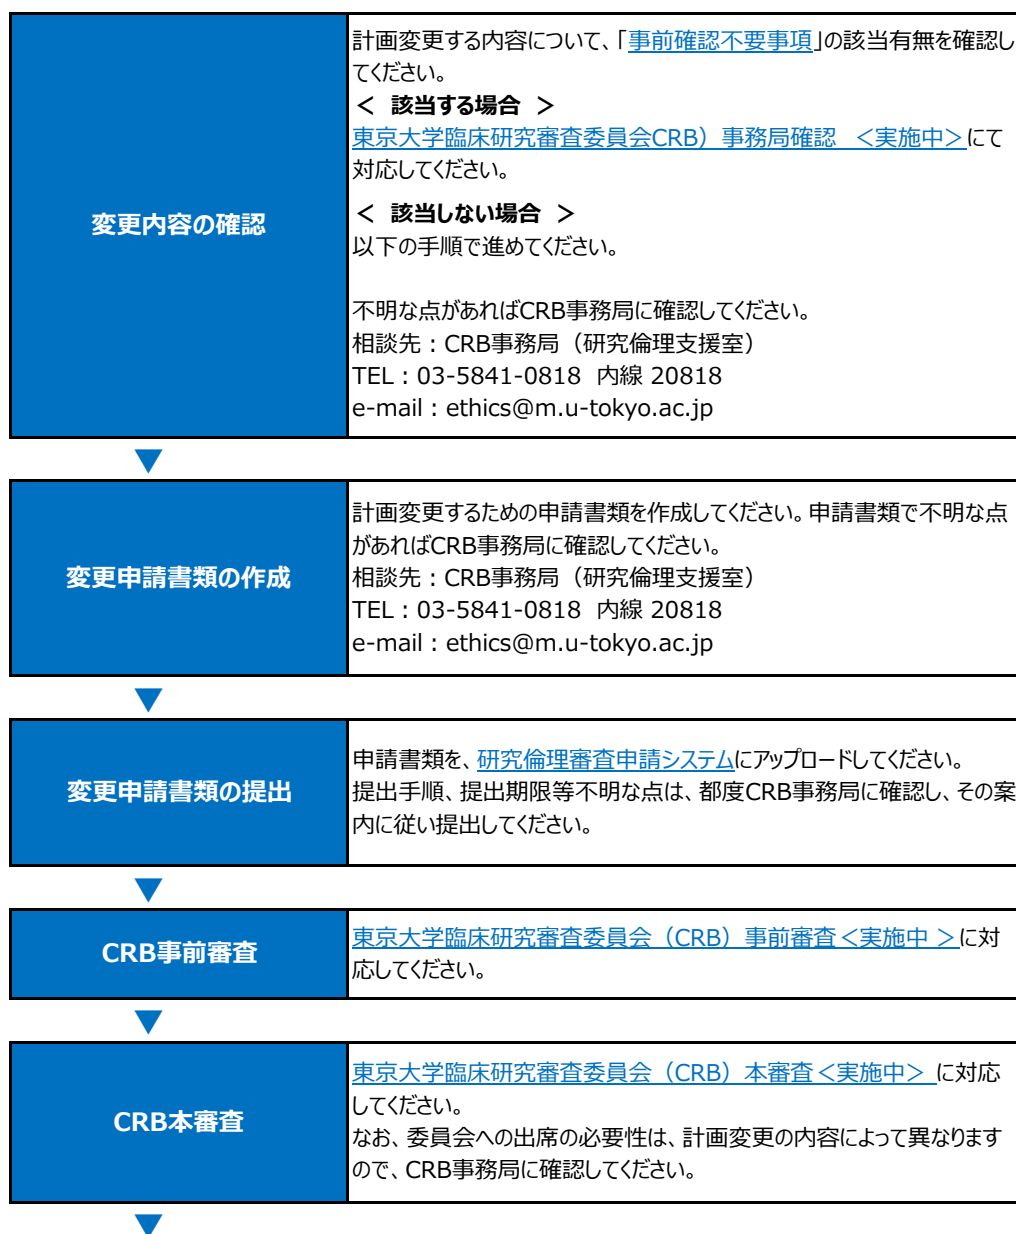 変更内容の確認
計画変更する内容について、「事前確認不要事項」の該当有無を確認し
てください。
＜ 該当する場合 ＞
東京大学臨床研究審査委員会CRB）事務局確認 ＜実施中＞にて
対応してください。
＜ 該当しない場合 ＞
以下の手順で進めてください。
不明な点があればCRB事務局に確認してください。
相談先：CRB事務局（研究倫理支援室）
TEL：03-5841-0818 内線 20818
e-mail：ethics@m.u-tokyo.ac.jp
▼
変更申請書類の作成
計画変更するための申請書類を作成してください。申請書類で不明な点
があればCRB事務局に確認してください。
相談先：CRB事務局（研究倫理支援室）
TEL：03-5841-0818 内線 20818
e-mail：ethics@m.u-tokyo.ac.jp
▼
変更申請書類の提出
申請書類を、研究倫理審査申請システムにアップロードしてください。
提出手順、提出期限等不明な点は、都度CRB事務局に確認し、その案
内に従い提出してください。
▼
CRB事前審査
東京大学臨床研究審査委員会（CRB）事前審査＜実施中 ＞に対
応してください。
▼
CRB本審査
東京大学臨床研究審査委員会（CRB）本審査＜実施中＞ に対応
してください。
なお、委員会への出席の必要性は、計画変更の内容によって異なります
ので、CRB事務局に確認してください。
▼